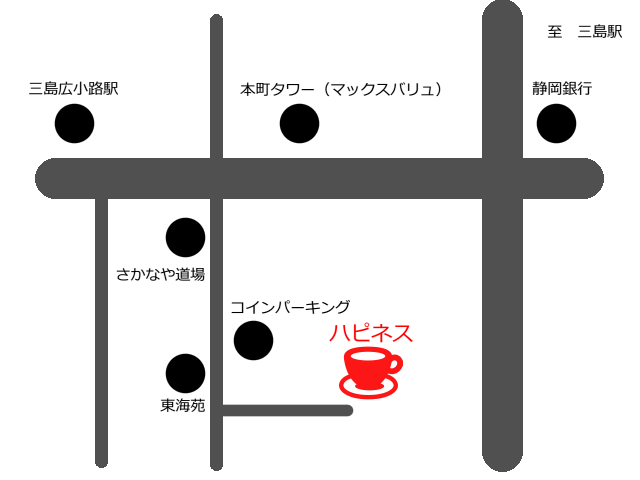 至　三島駅
三島広小路駅
本町タワー（マックスバリュ）
静岡銀行
さかなや道場
コインパーキング
ハピネス
東海苑